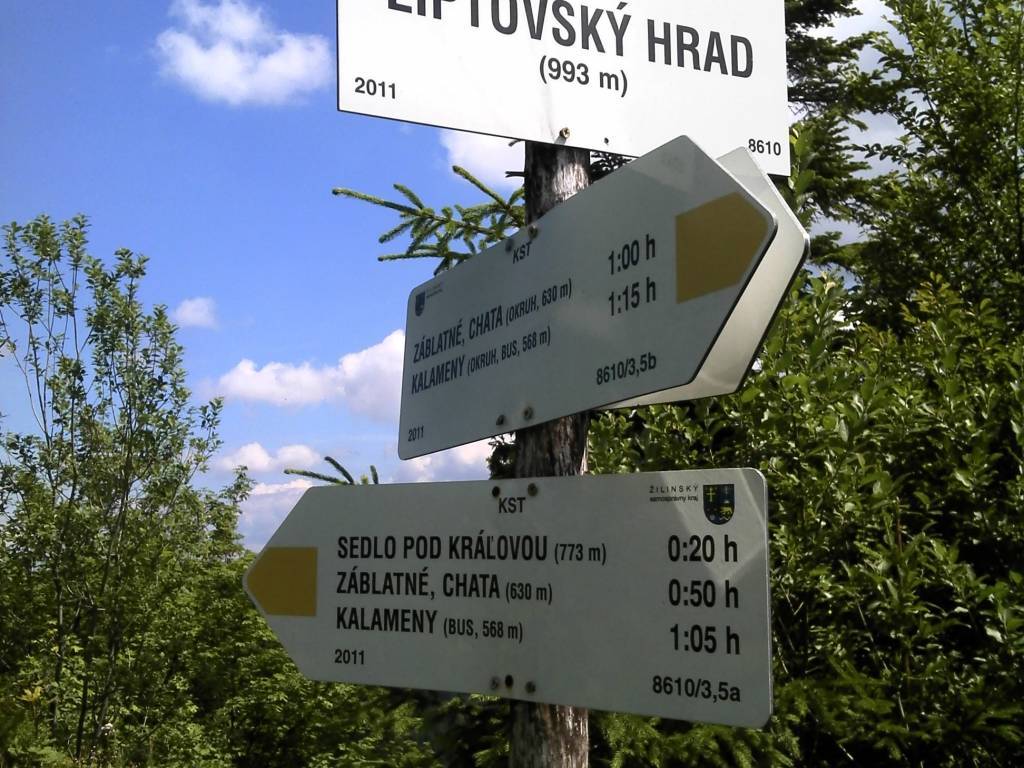 LIPTOVSKÝ HRAD
(993 m)
2011
8610
KST
ZÁBLATNÉ, CHATA (OKRUH, 630 m) 1:00 h
KALAMENY (OKRUH, BUS, 568 m) 1:15 h
2011 8610/3,5b
KST
ŽILINSKÝ
samosprávny kraj
SEDLO POD KRÁĽOVOU (773 m) 0:20 h
ZÁBLATNÉ, CHATA (630 m) 0:50 h
KALAMENY (BUS, 568 m) 1:05 h
2011 8610/3,5a